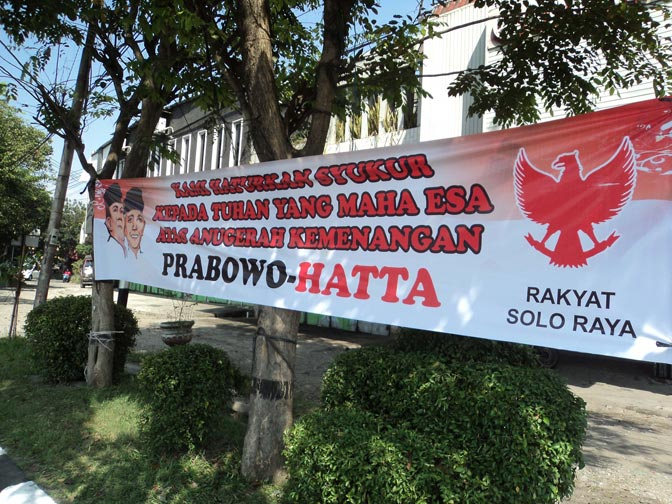 KAMI HATURKAN SYUKUR
KEPADA TUHAN YANG MAHA ESA
ATAS ANUGERAH KEMENANGAN
PRABOWO-HATTA
RAKYAT
SOLO RAYA